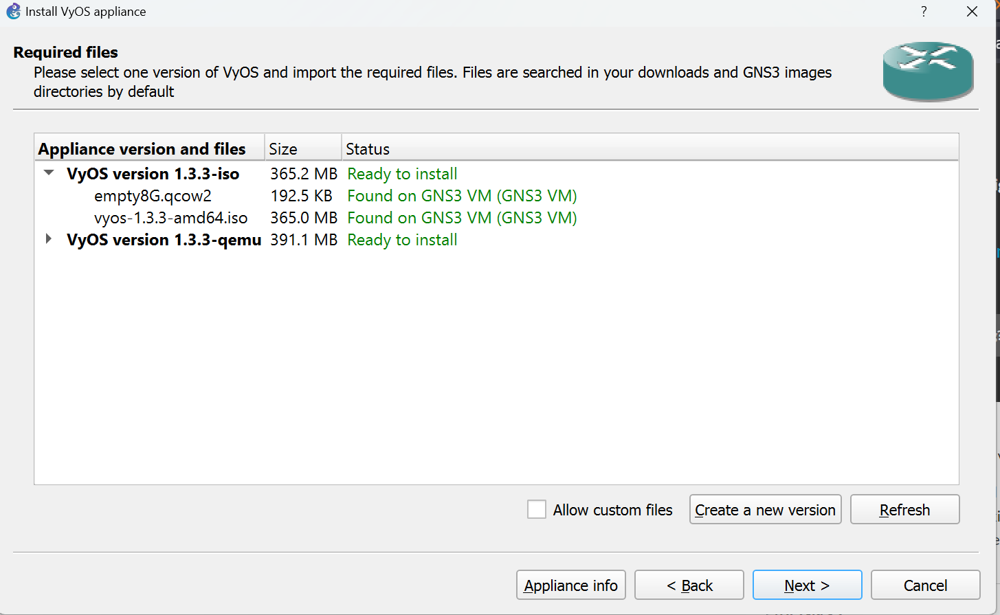 Install VyOS appliance
?
Required files
Please select one version of VyOS and import the required files. Files are searched in your downloads and GNS3 images
directories by default
Appliance version and files Size Status
VyOS version 1.3.3-iso 365.2 MB Ready to install
empty8G.qcow2 192.5 KB Found on GNS3 VM (GNS3 VM)
vyos-1.3.3-amd64.iso 365.0 MB Found on GNS3 VM (GNS3 VM)
VyOS version 1.3.3-qemu 391.1 MB Ready to install
Allow custom files Create a new version Refresh
Appliance info < Back Next > Cancel